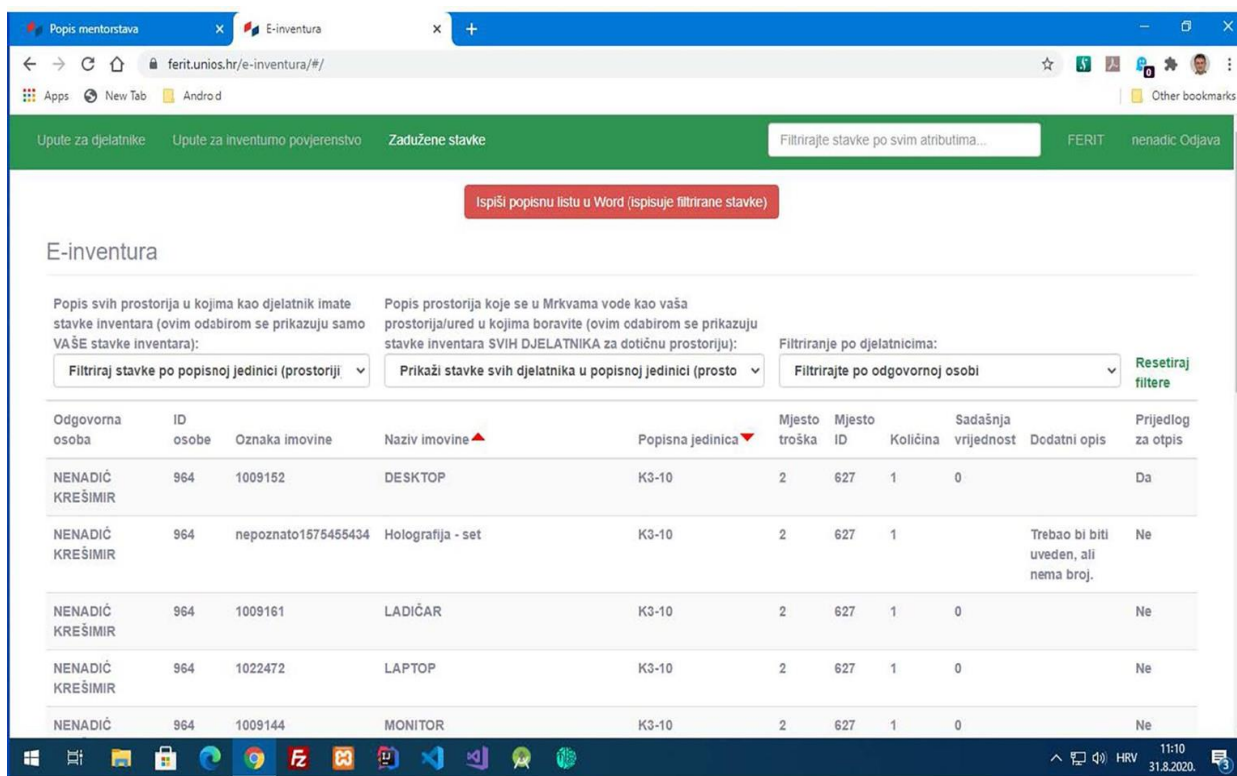 Popis mentorstava
E-inventura
ferit.unios.hr/e-inventura/#/
Apps New Tab Androd Other bookmarks
Upute za djelatnike Upute za inventurno povjerenstvo Zadužene stavke Filtrirajte stavke po svim atributima... FERIT nenadic Odjava
Ispiši popisnu listu u Word (ispisuje filtrirane stavke)
E-inventura
Popis svih prostorija u kojima kao djelatnik imate
stavke inventara (ovim odabirom se prikazuju samo
VAŠE stavke inventara):
Filtriraj stavke po popisnoj jedinici (prostoriji
Popis prostorija koje se u Mrkvama vode kao vaša
prostorija/ured u kojima boravite (ovim odabirom se prikazuju
stavke inventara SVIH DJELATNIKA za dotičnu prostoriju):
Prikaži stavke svih djelatnika u popisnoj jedinici (prosto
Filtriranje po djelatnicima:
Filtrirajte po odgovornoj osobi
Resetiraj
filtere
Odgovorna osoba ID osobe Oznaka imovine Naziv imovine Popisna jedinica Mjesto troška Mjesto ID Količina Sadašnja vrijednost Dodatni opis Prijedlog za otpis
NENADIĆ KREŠIMIR 964 1009152 DESKTOP K3-10 2 627 1 0 Da
NENADIĆ KREŠIMIR 964 nepoznato1575455434 Holografija - set K3-10 2 627 1 Trebao bi biti uveden, ali nema broj. Ne
NENADIĆ KREŠIMIR 964 1009161 LADIČAR K3-10 2 627 1 0 Ne
NENADIĆ KREŠIMIR 964 1022472 LAPTOP K3-10 2 627 1 0 Ne
NENADIĆ 964 1009144 MONITOR K3-10 2 627 1 0 Ne
HRV 11:10
31.8.2020.
3